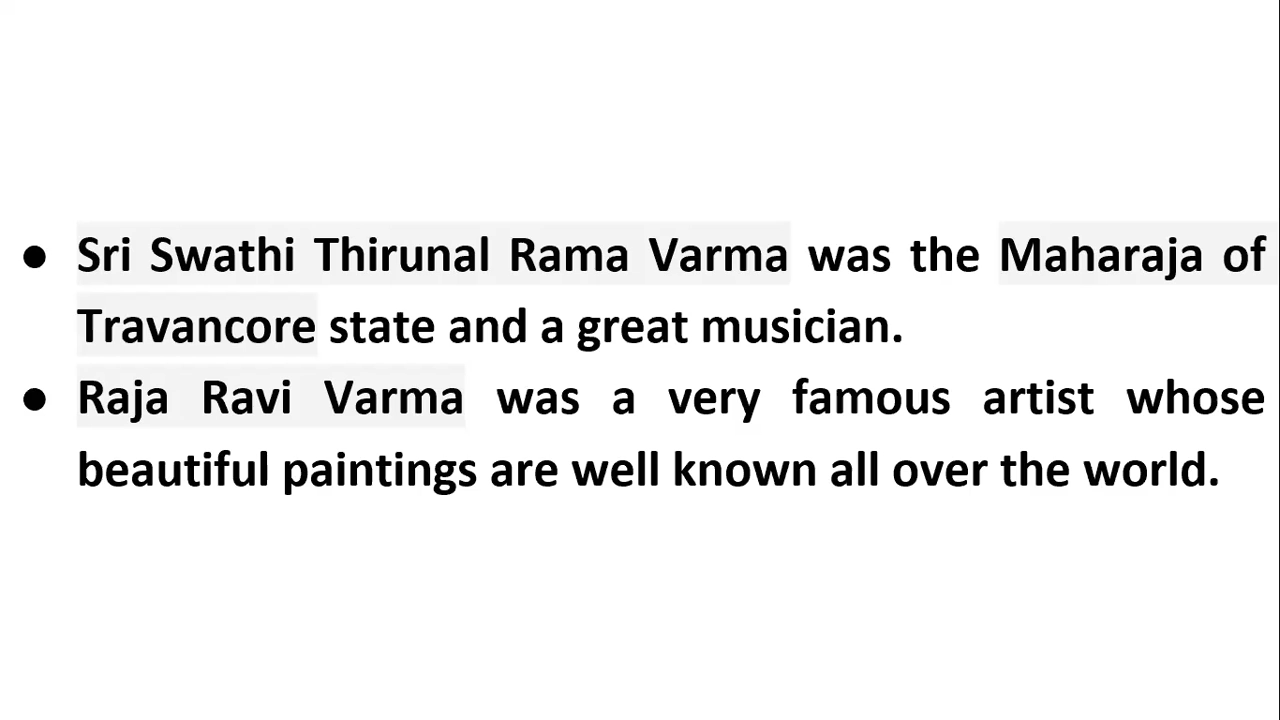 ● Sri Swathi Thirunal Rama Varma was the Maharaja of
Travancore state and a great musician.
● Raja Ravi Varma was a very famous artist whose
beautiful paintings are well known all over the world.